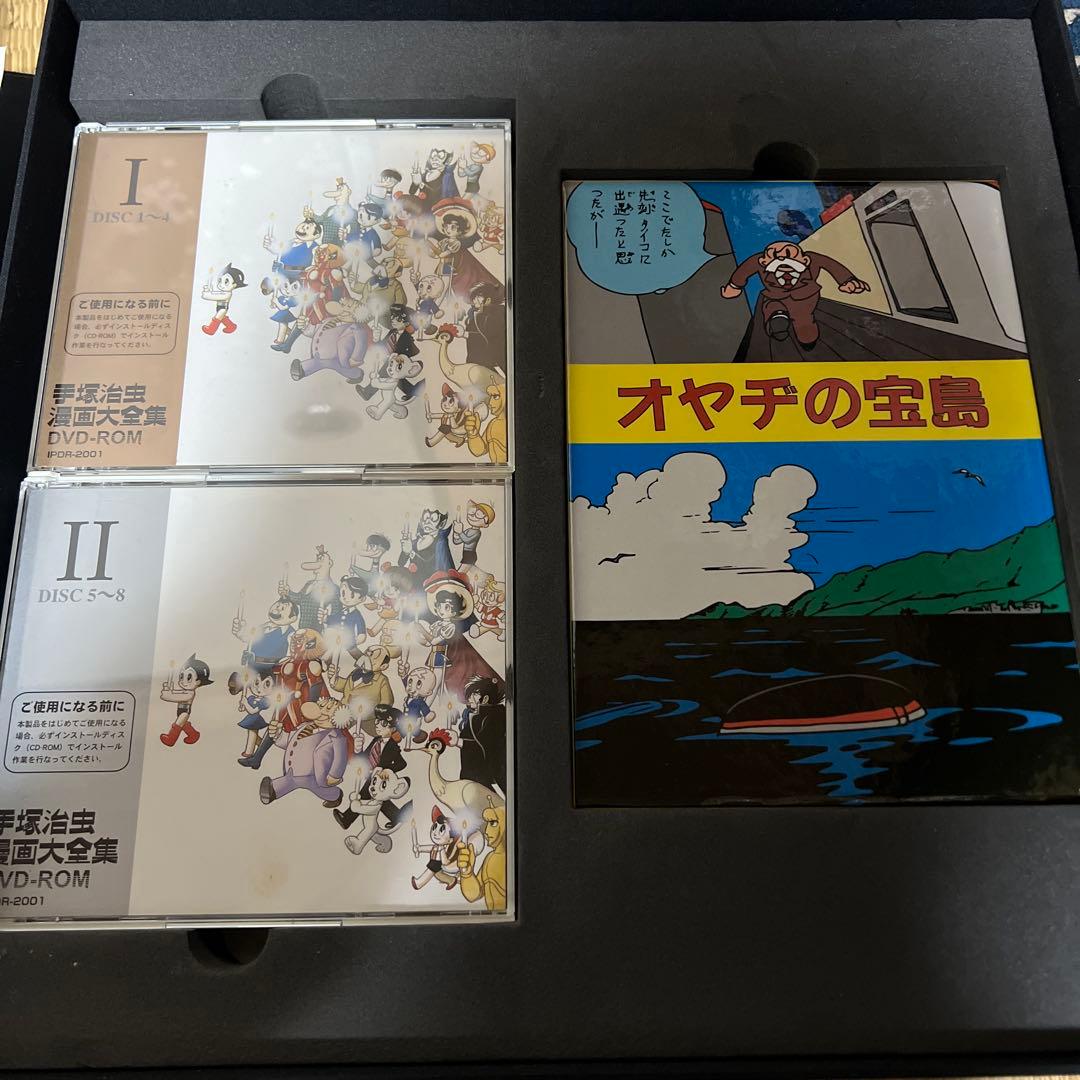 I
DISC 1〜4
ご使用になる前に
本製品をはじめてご使用になる
場合、必ずインストールディス
ク（CD-ROM）でインストール
作業を行なってください。
手塚治虫
漫画大全集
DVD-ROM
IPDR-2001
II
DISC 5〜8
ご使用になる前に
本製品をはじめてご使用になる
場合、必ずインストールディス
ク（CD-ROM）でインストール
作業を行なってください。
手塚治虫
漫画大全集
VD-ROM
DR-2001
ここでたしか
先刻タイコに
出遇ったと思
つたが——
オヤヂの宝島